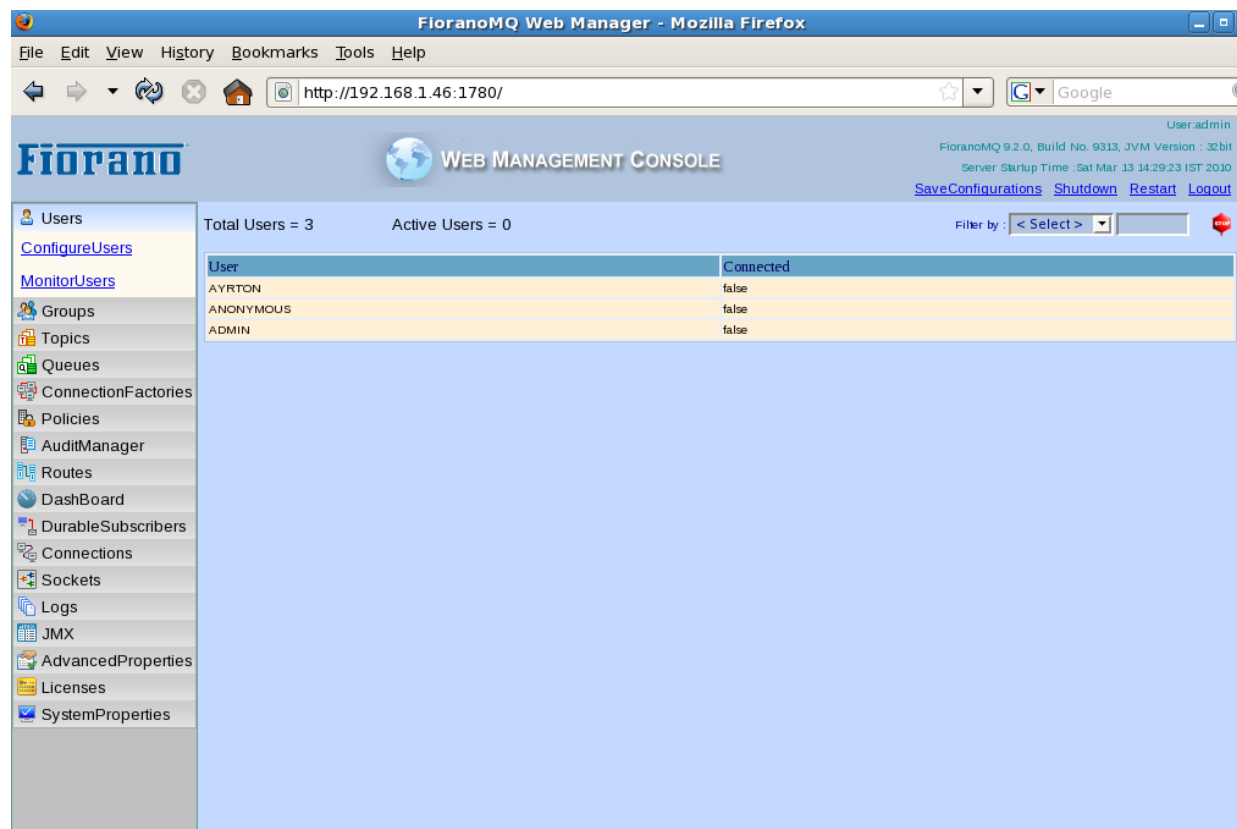 FioranoMQ Web Manager - Mozilla Firefox
File Edit View History Bookmarks Tools Help
http://192.168.1.46:1780/
G Google
User:admin
Fiorano
WEB MANAGEMENT CONSOLE
FioranoMQ 9.2.0, Build No. 9313, JVM Version : 32bit
Server Startup Time :Sat Mar 13 14:29:23 IST 2010
SaveConfigurations Shutdown Restart Logout
Users
ConfigureUsers
MonitorUsers
Groups
Topics
Queues
ConnectionFactories
Policies
AuditManager
Routes
DashBoard
DurableSubscribers
Connections
Sockets
Logs
JMX
AdvancedProperties
Licenses
SystemProperties
Total Users = 3 Active Users = 0 Filter by : < Select > STOP
User Connected
AYRTON false
ANONYMOUS false
ADMIN false